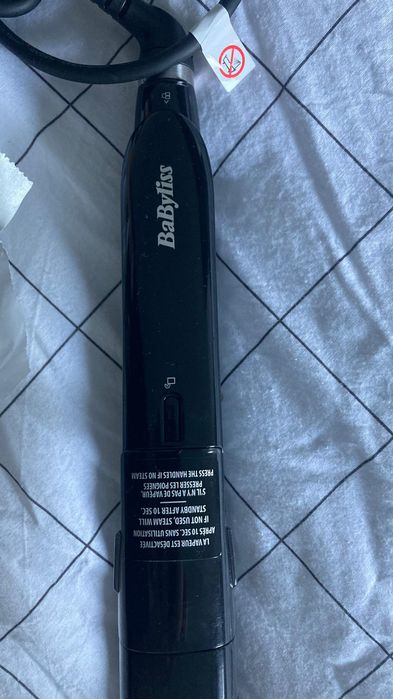 BaByliss
LA VAPEUR EST DÉSACTIVÉE
APRÈS 10 SEC. SANS UTILISATION
IF NOT USED, STEAM WILL
STANDBY AFTER 10 SEC.
S'IL N'Y A PAS DE VAPEUR,
PRESSER LES POIGNÉES
PRESS THE HANDLES IF NO STEAM